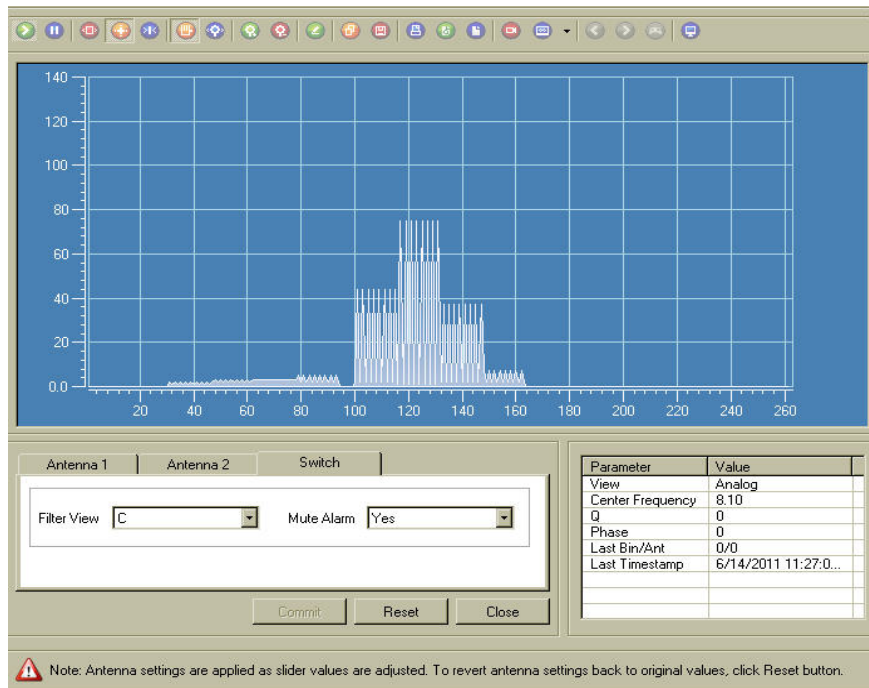 140
120
100
80
60
40
20
0.0
20 40 60 80 100 120 140 160 180 200 220 240 260
Antenna 1 Antenna 2 Switch
Filter View C Mute Alarm Yes
Commit Reset Close
Parameter Value
View Analog
Center Frequency 8.10
Q 0
Phase 0
Last Bin/Ant 0/0
Last Timestamp 6/14/2011 11:27:0...
Note: Antenna settings are applied as slider values are adjusted. To revert antenna settings back to original values, click Reset button.